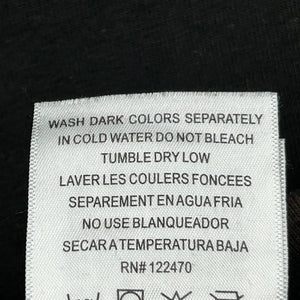 WASH DARK COLORS SEPARATELY
IN COLD WATER DO NOT BLEACH
TUMBLE DRY LOW
LAVER LES COULERS FONCEES
SEPAREMENT EN AGUA FRIA
NO USE BLANQUEADOR
SECAR A TEMPERATURA BAJA
RN# 122470